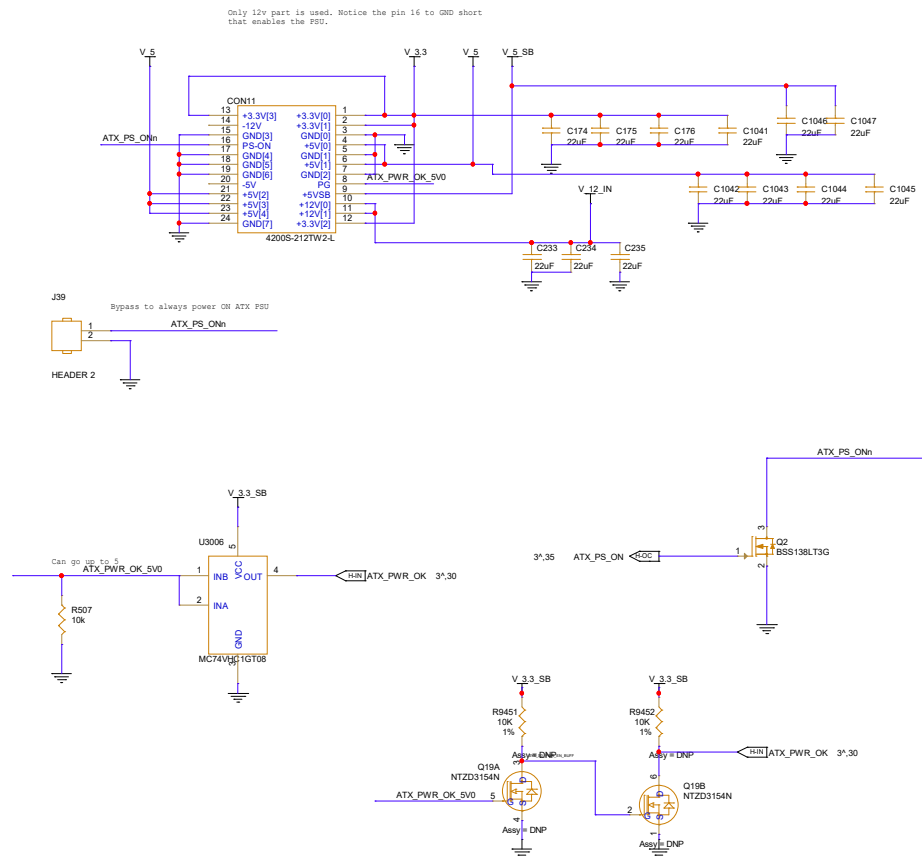 Only 12v part is used. Notice the pin 16 to GND short
that enables the PSU.
V_5
V_3.3
V_5
V_5_SB
CON11
13 +3.3V[3] +3.3V[0] 1
14 -12V +3.3V[1] 2
15 GND[3] GND[0] 3
ATX_PS_ONn 16 PS-ON +5V[0] 4
17 GND[4] GND[1] 5
18 GND[5] +5V[1] 6
19 GND[6] GND[2] 7 ATX_PWR_OK_5V0
20 -5V PG 8
21 +5V[2] +5VSB 9
22 +5V[3] +12V[0] 10
23 +5V[4] +12V[1] 11
24 GND[7] +3.3V[2] 12
4200S-212TW2-L
C174 C175 C176 C1041
22uF 22uF 22uF 22uF
C1046 C1047
22uF 22uF
C1042 C1043 C1044 C1045
22uF 22uF 22uF 22uF
V_12_IN
C233 C234 C235
22uF 22uF 22uF
J39
Bypass to always power ON ATX PSU
1 ATX_PS_ONn
2
HEADER 2
ATX_PS_ONn
V_3.3_SB
U3006
5
Can go up to 5
ATX_PWR_OK_5V0 1 INB VCC OUT 4 H-IN ATX_PWR_OK 3^,30
2 INA
R507
10k
GND
3
MC74VHC1GT08
3
3^,35 ATX_PS_ON H-OC 1
Q2
BSS138LT3G
2
V_3.3_SB V_3.3_SB
R9451 R9452
10K 10K
1% 1%
Assy = DNP Assy = DNP
H-IN ATX_PWR_OK 3^,30
3 6
Q19A
NTZD3154N
D
ATX_PWR_OK_5V0 5 G S
4
Assy = DNP
Q19B
NTZD3154N
D
2 G S
1
Assy = DNP